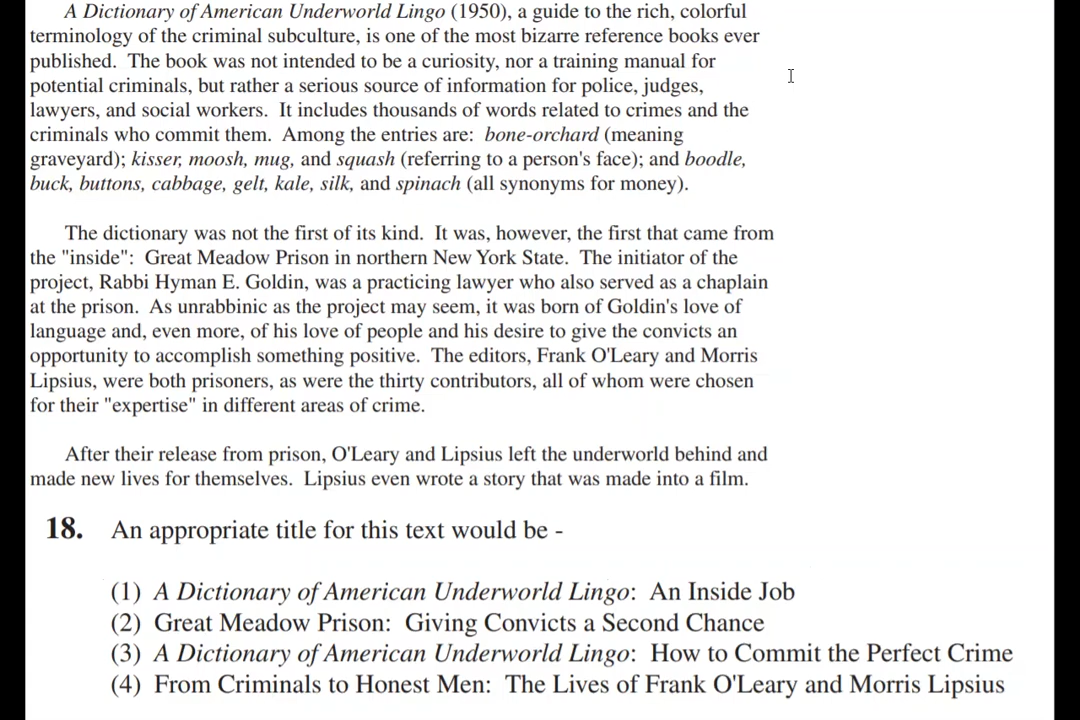 A Dictionary of American Underworld Lingo (1950), a guide to the rich, colorful
terminology of the criminal subculture, is one of the most bizarre reference books ever
published. The book was not intended to be a curiosity, nor a training manual for
potential criminals, but rather a serious source of information for police, judges,
lawyers, and social workers. It includes thousands of words related to crimes and the
criminals who commit them. Among the entries are: bone-orchard (meaning
graveyard); kisser, moosh, mug, and squash (referring to a person's face); and boodle,
buck, buttons, cabbage, gelt, kale, silk, and spinach (all synonyms for money).
The dictionary was not the first of its kind. It was, however, the first that came from
the "inside": Great Meadow Prison in northern New York State. The initiator of the
project, Rabbi Hyman E. Goldin, was a practicing lawyer who also served as a chaplain
at the prison. As unrabbinic as the project may seem, it was born of Goldin's love of
language and, even more, of his love of people and his desire to give the convicts an
opportunity to accomplish something positive. The editors, Frank O'Leary and Morris
Lipsius, were both prisoners, as were the thirty contributors, all of whom were chosen
for their "expertise" in different areas of crime.
After their release from prison, O'Leary and Lipsius left the underworld behind and
made new lives for themselves. Lipsius even wrote a story that was made into a film.
18. An appropriate title for this text would be -
(1) A Dictionary of American Underworld Lingo: An Inside Job
(2) Great Meadow Prison: Giving Convicts a Second Chance
(3) A Dictionary of American Underworld Lingo: How to Commit the Perfect Crime
(4) From Criminals to Honest Men: The Lives of Frank O'Leary and Morris Lipsius